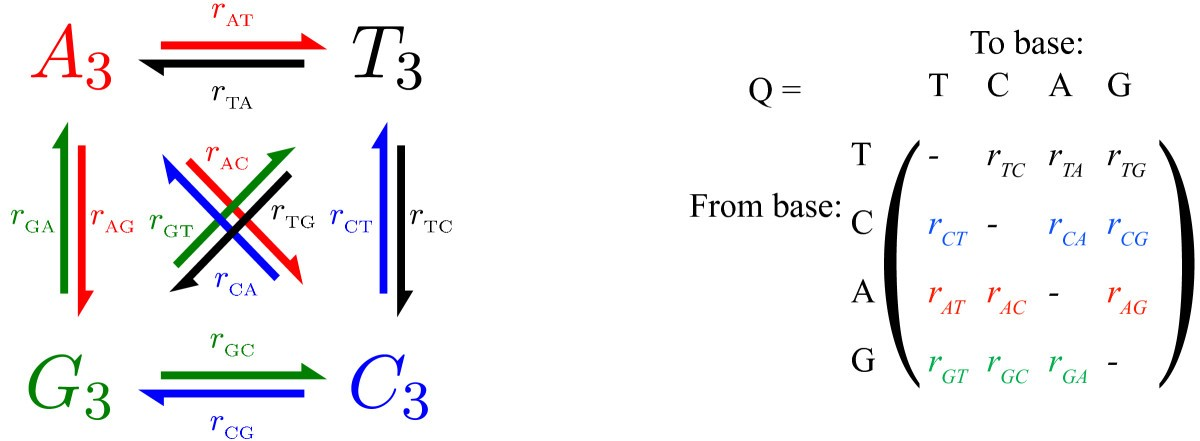 r_AT
A_3 T_3
r_TA
r_AC
r_GA r_AG r_GT r_TG r_CT r_TC
r_CA
r_GC
G_3 C_3
r_CG
To base:
Q = T C A G
T - r_TC r_TA r_TG
From base:
C r_CT - r_CA r_CG
A r_AT r_AC - r_AG
G r_GT r_GC r_GA -